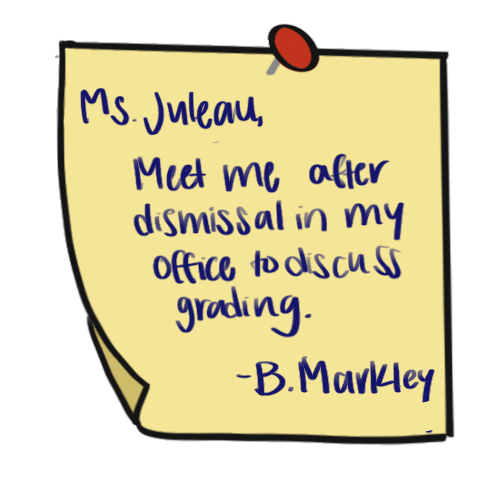 Ms. Juleau,
Meet me after
dismissal in my
office to discuss
grading.
-B. Markley